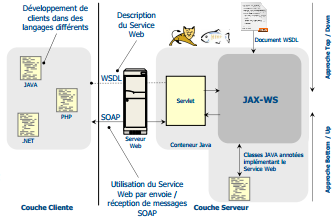 Développement de
clients dans des
langages différents
Description
du Service
Web
Document WSDL
Approche Top / Down
JAVA
WSDL
PHP
Servlet
JAX-WS
SOAP
.NET
Serveur
Web
Conteneur Java
Classes JAVA annotées
implémentant le
Service Web
Approche Bottom / Up
Utilisation du Service
Web par envoie /
réception de messages
SOAP
Couche Cliente
Couche Serveur